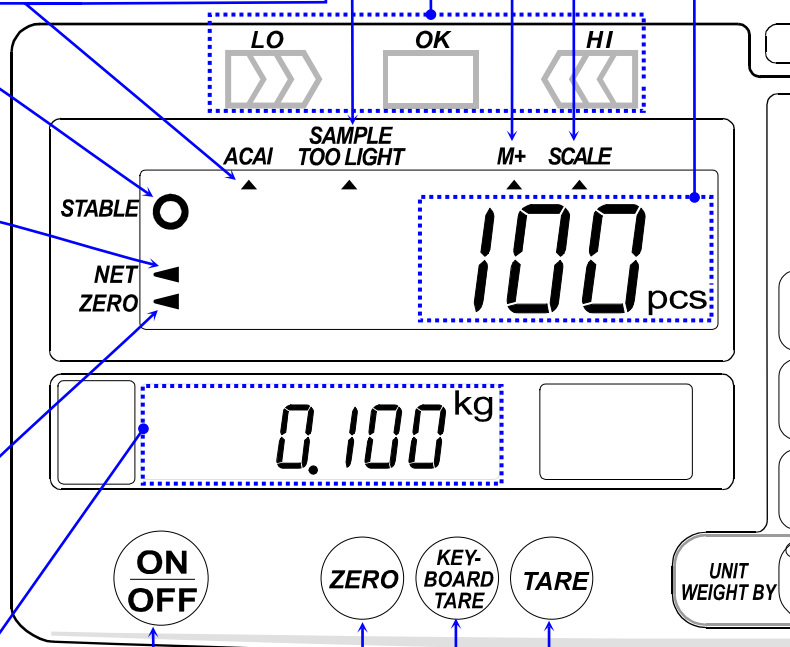 LO OK HI
SAMPLE
ACAI TOO LIGHT M+ SCALE
STABLE
100 pcs
NET
ZERO
0.100 kg
ON
OFF
ZERO
KEY-
BOARD
TARE
TARE
UNIT
WEIGHT BY